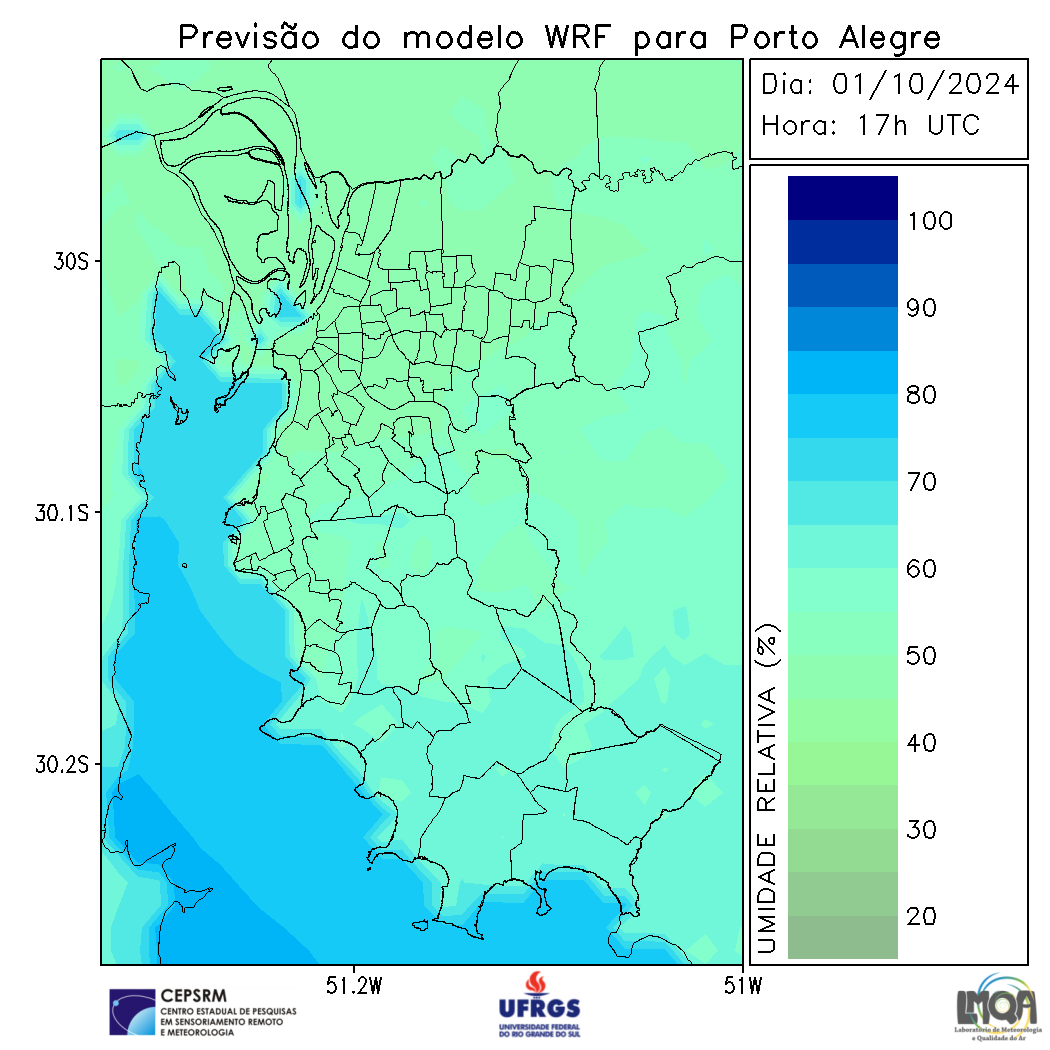 Previsão do modelo WRF para Porto Alegre
Dia: 01/10/2024
Hora: 17h UTC
30S
30.1S
30.2S
51.2W
51W
UMIDADE RELATIVA (%)
100
90
80
70
60
50
40
30
20
CEPSRM
CENTRO ESTADUAL DE PESQUISAS
EM SENSORIAMENTO REMOTO
E METEOROLOGIA
UFRGS
UNIVERSIDADE FEDERAL
DO RIO GRANDE DO SUL
LMQA
Laboratório de Meteorologia
e Qualidade do Ar